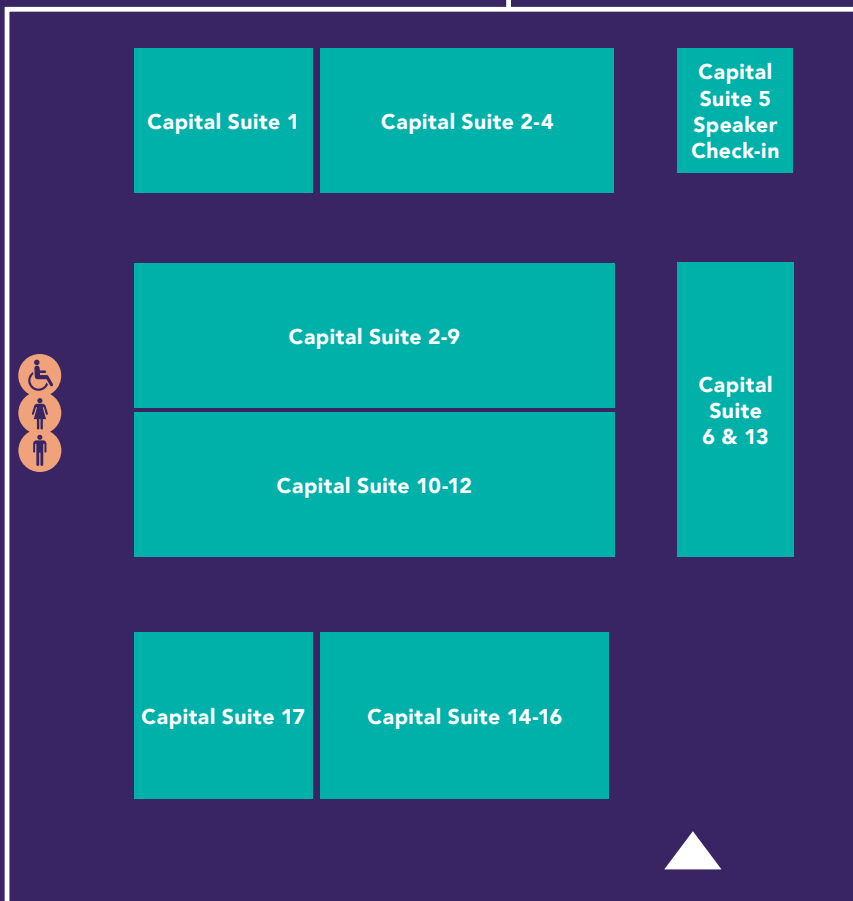 Capital Suite 1
Capital Suite 2-4
Capital
Suite 5
Speaker
Check-in
Capital Suite 2-9
Capital Suite 10-12
Capital
Suite
6 & 13
Capital Suite 17
Capital Suite 14-16